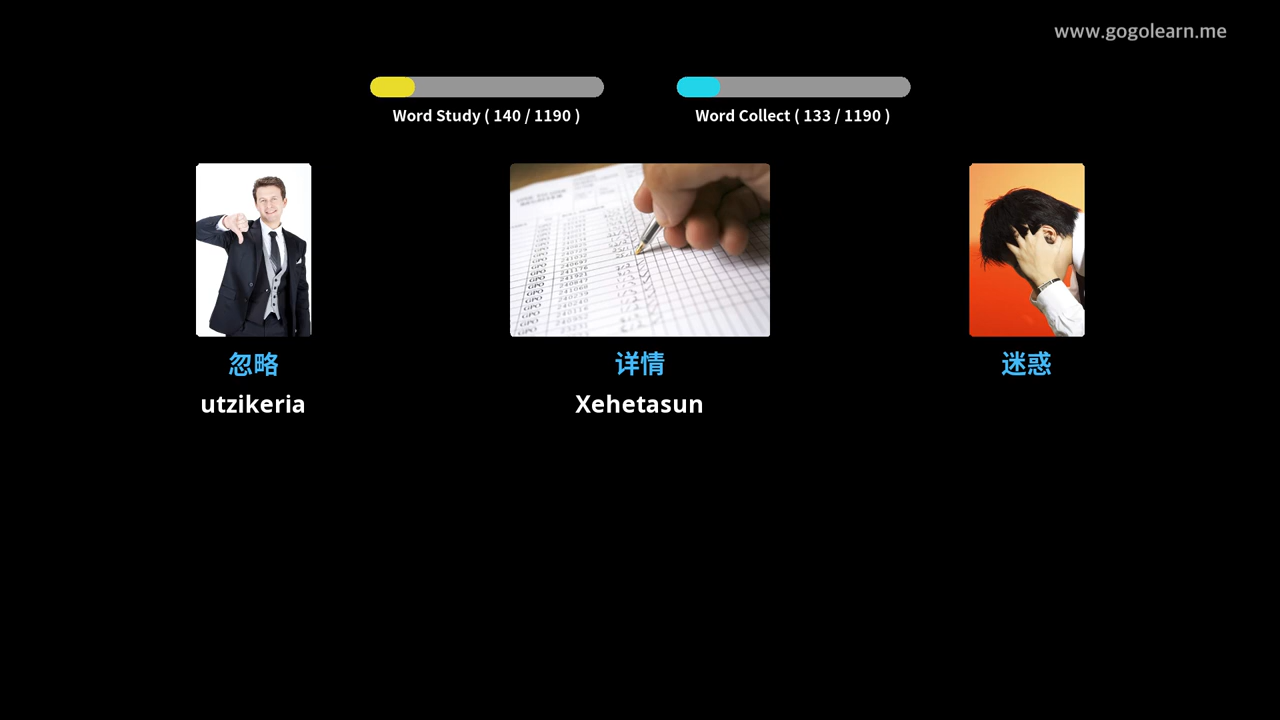 www.gogolearn.me
Word Study ( 140 / 1190 )
Word Collect ( 133 / 1190 )
忽略
详情
迷惑
utzikeria
Xehetasun